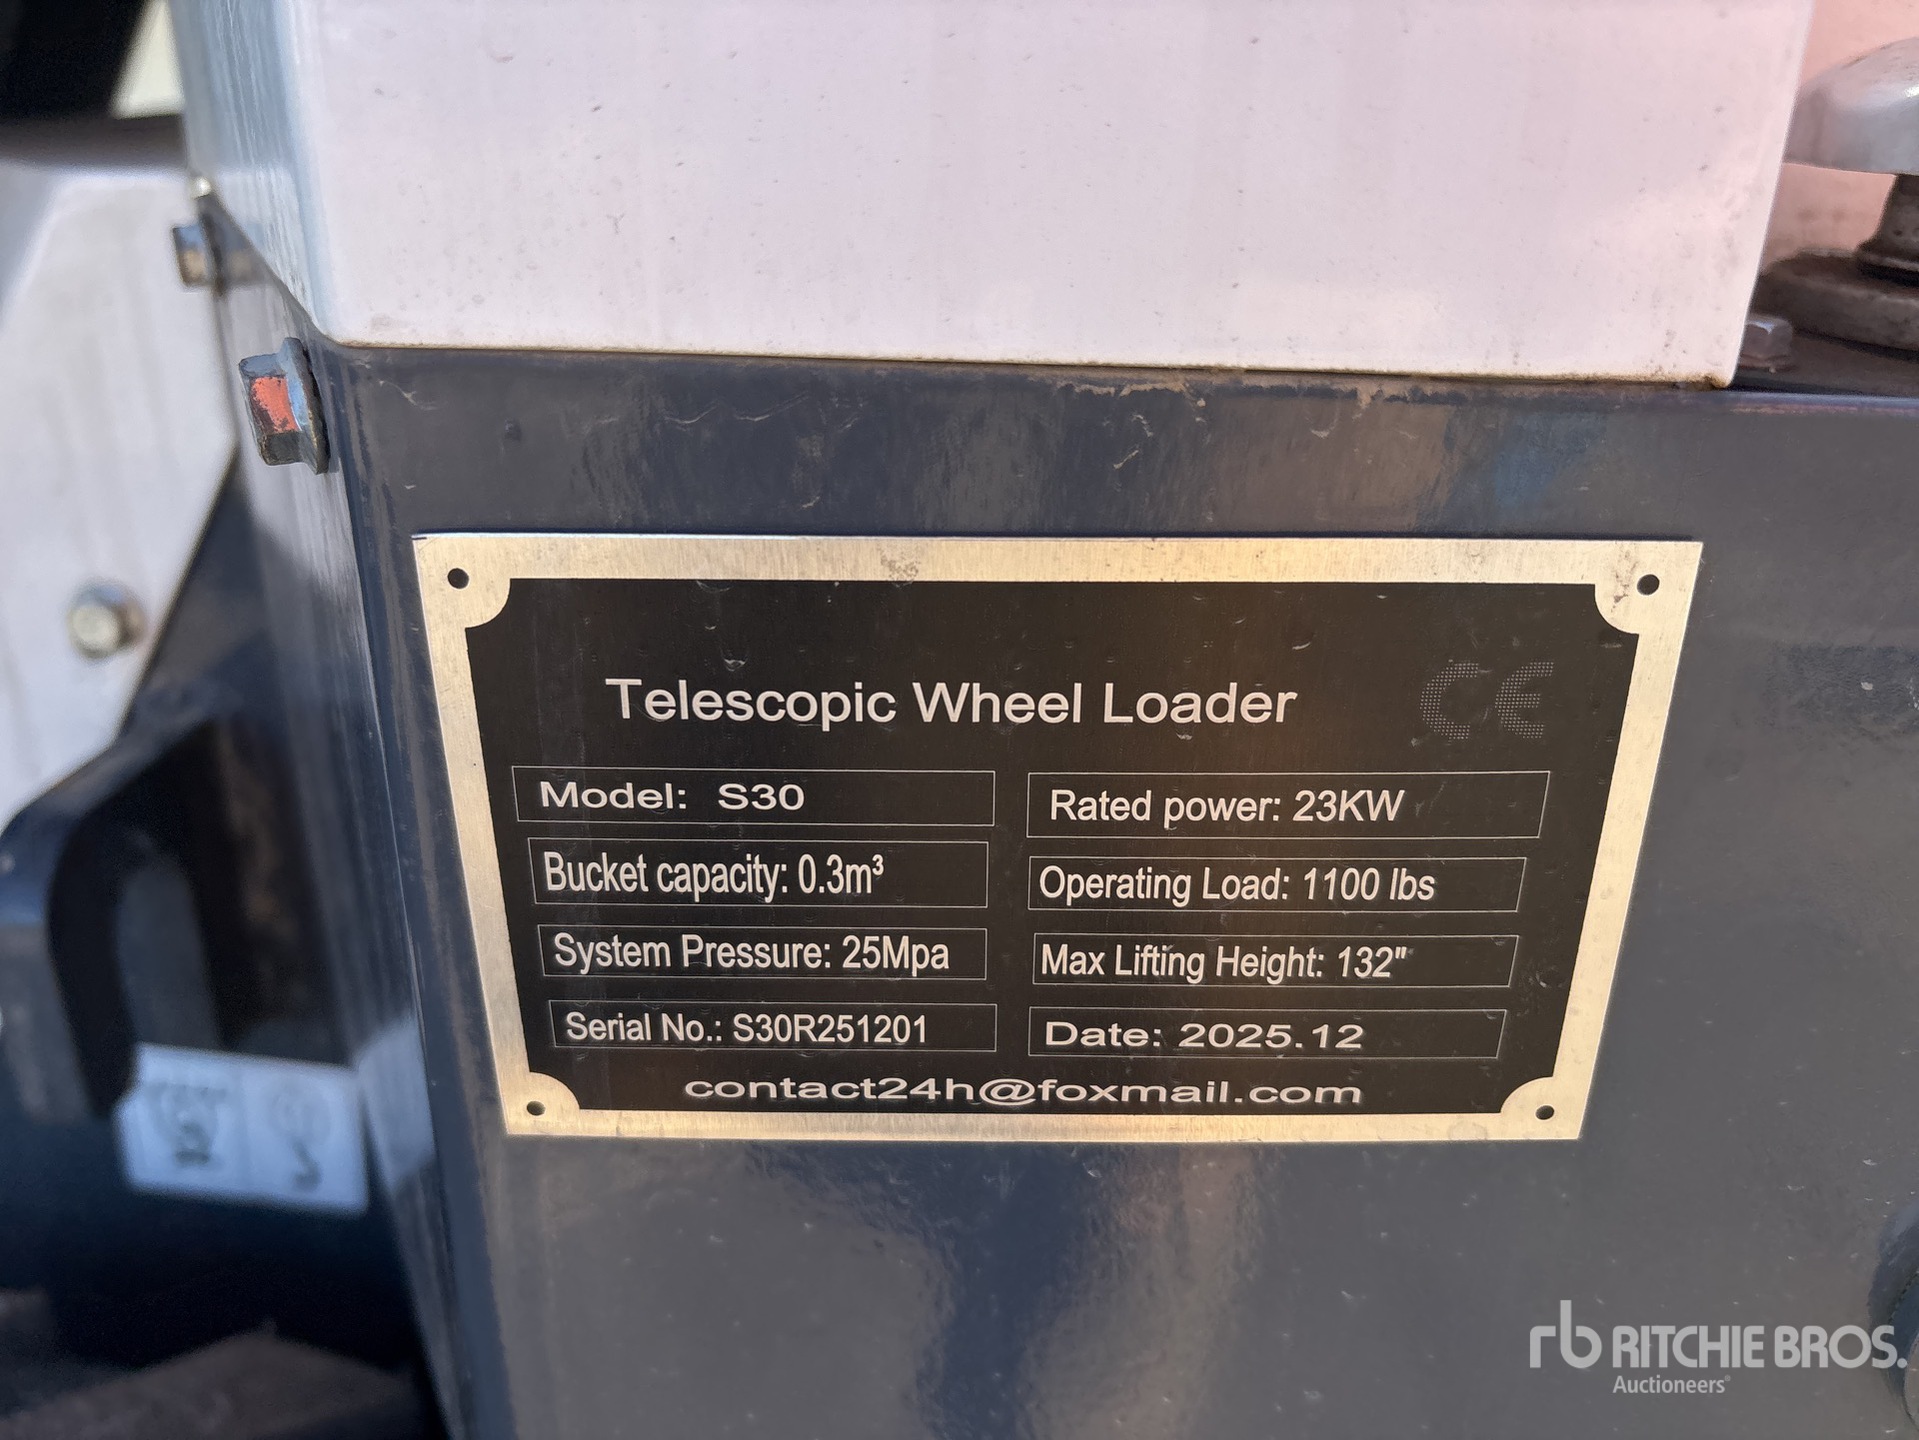 Telescopic Wheel Loader CE
Model: S30
Rated power: 23KW
Bucket capacity: 0.3m³
Operating Load: 1100 lbs
System Pressure: 25Mpa
Max Lifting Height: 132"
Serial No.: S30R251201
Date: 2025.12
contact24h@foxmail.com
rb RITCHIE BROS.
Auctioneers®